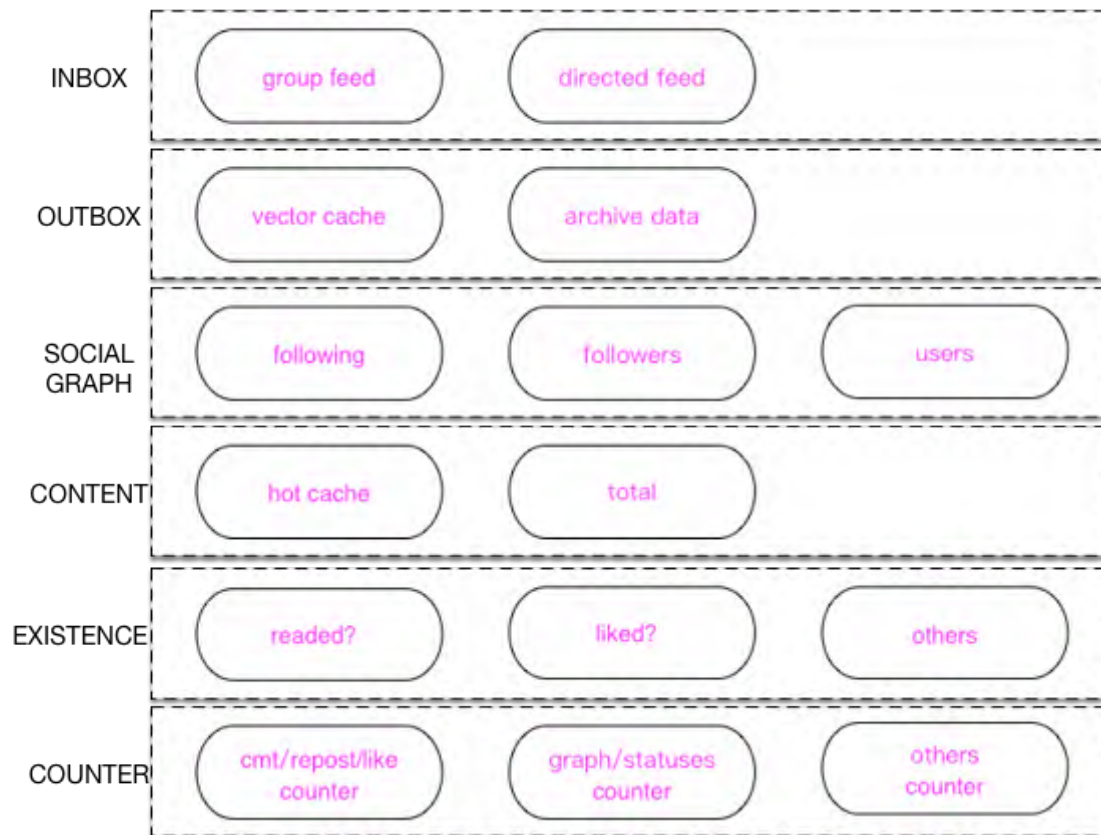 INBOX
group feed
directed feed
OUTBOX
vector cache
archive data
SOCIAL
GRAPH
following
followers
users
CONTENT
hot cache
total
EXISTENCE
readed?
liked?
others
COUNTER
cmt/repost/like
counter
graph/statuses
counter
others
counter